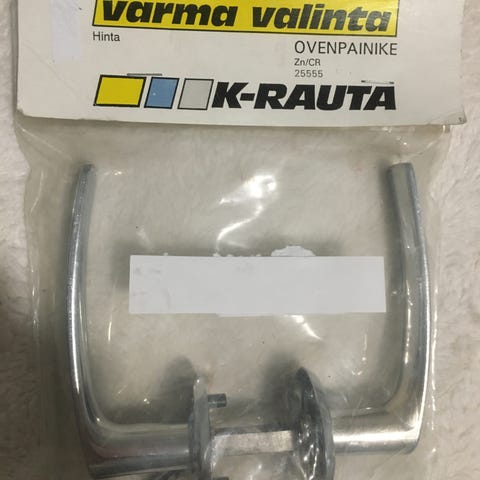 varma valinta
Hinta
OVENPAINIKE
Zn/CR
25555
K-RAUTA